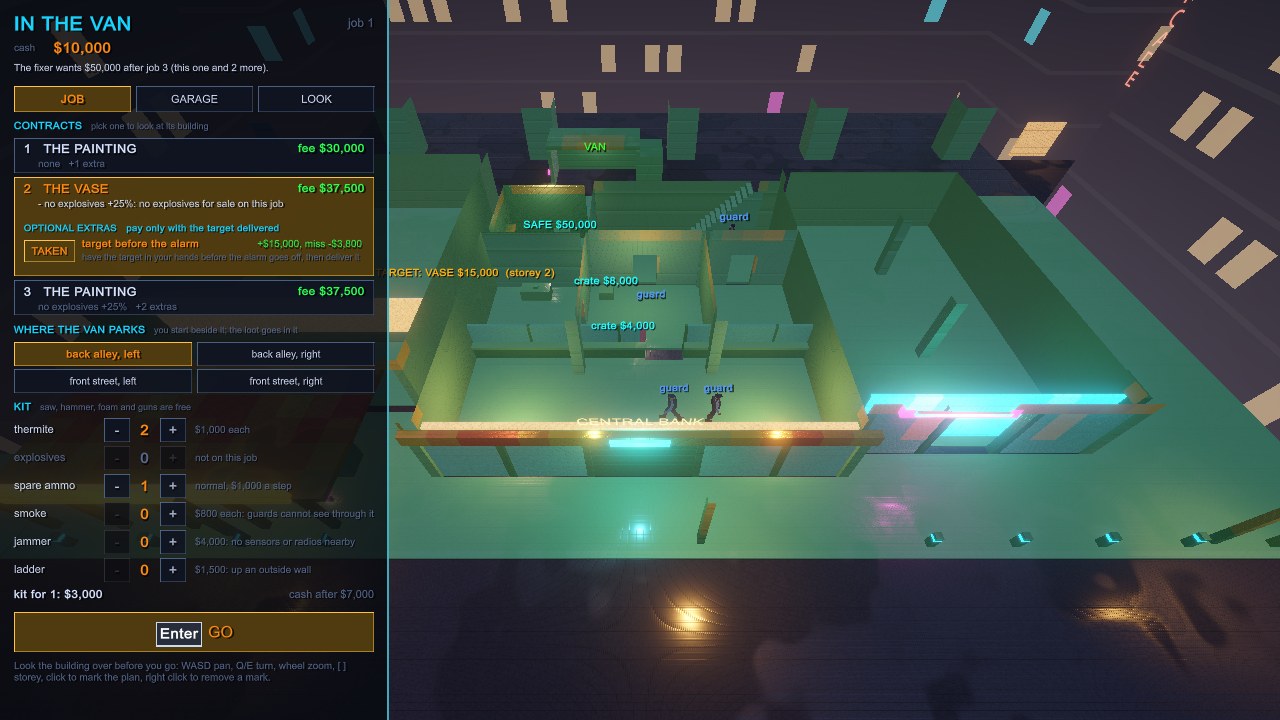 IN THE VAN job 1
cash $10,000
The fixer wants $50,000 after job 3 (this one and 2 more).
JOB GARAGE LOOK
CONTRACTS pick one to look at its building
1 THE PAINTING fee $30,000
none +1 extra
2 THE VASE fee $37,500
- no explosives +25%: no explosives for sale on this job
OPTIONAL EXTRAS pay only with the target delivered
TAKEN target before the alarm +$15,000, miss -$3,800
have the target in your hands before the alarm goes off, then deliver it
3 THE PAINTING fee $37,500
no explosives +25% +2 extras
WHERE THE VAN PARKS you start beside it; the loot goes in it
back alley, left back alley, right
front street, left front street, right
KIT saw, hammer, foam and guns are free
thermite - 2 + $1,000 each
explosives - 0 + not on this job
spare ammo - 1 + normal, $1,000 a step
smoke - 0 + $800 each: guards cannot see through it
jammer - 0 + $4,000: no sensors or radios nearby
ladder - 0 + $1,500: up an outside wall
kit for 1: $3,000 cash after $7,000
Enter GO
Look the building over before you go: WASD pan, Q/E turn, wheel zoom, [ ]
storey, click to mark the plan, right click to remove a mark.
VAN
guard
SAFE $50,000
ARGET: VASE $15,000 (storey 2)
crate $8,000
guard
crate $4,000
guard guard
CENTRAL BANK